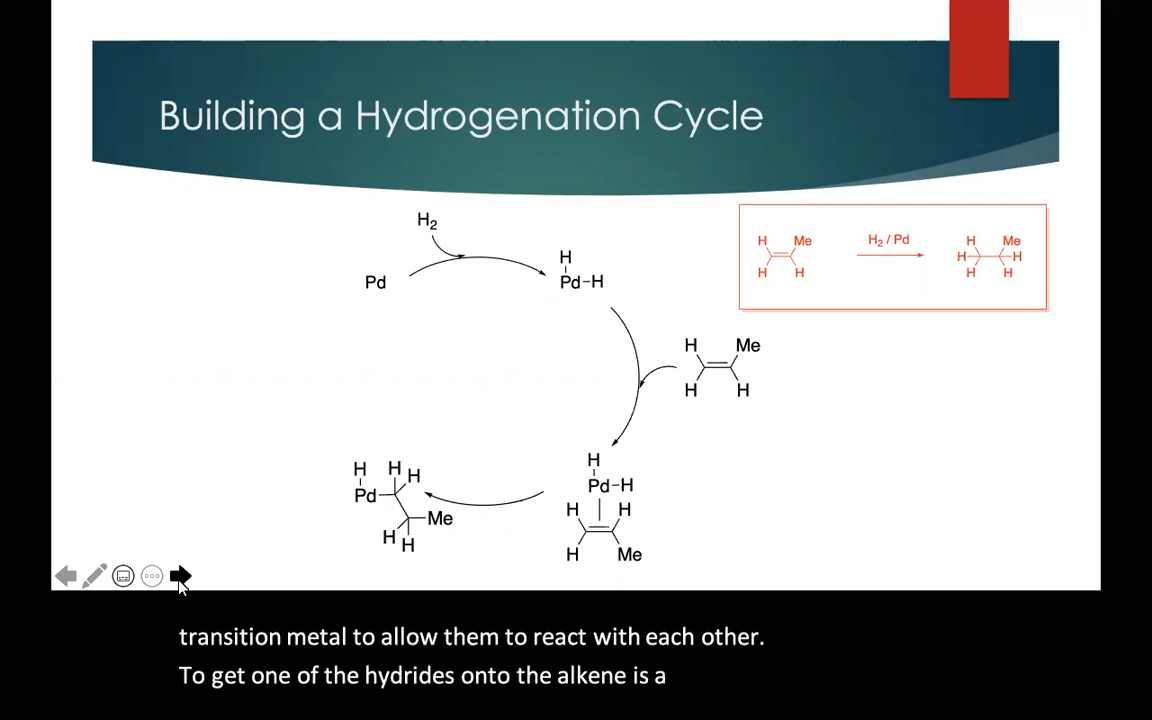 Building a Hydrogenation Cycle
H2
H
Pd
Pd-H
H Me
H H
H2 / Pd
H Me
H H
H H
H Me
H H
H
Pd-H
H H
H Me
H H H
Pd
Me
H H
transition metal to allow them to react with each other.
To get one of the hydrides onto the alkene is a